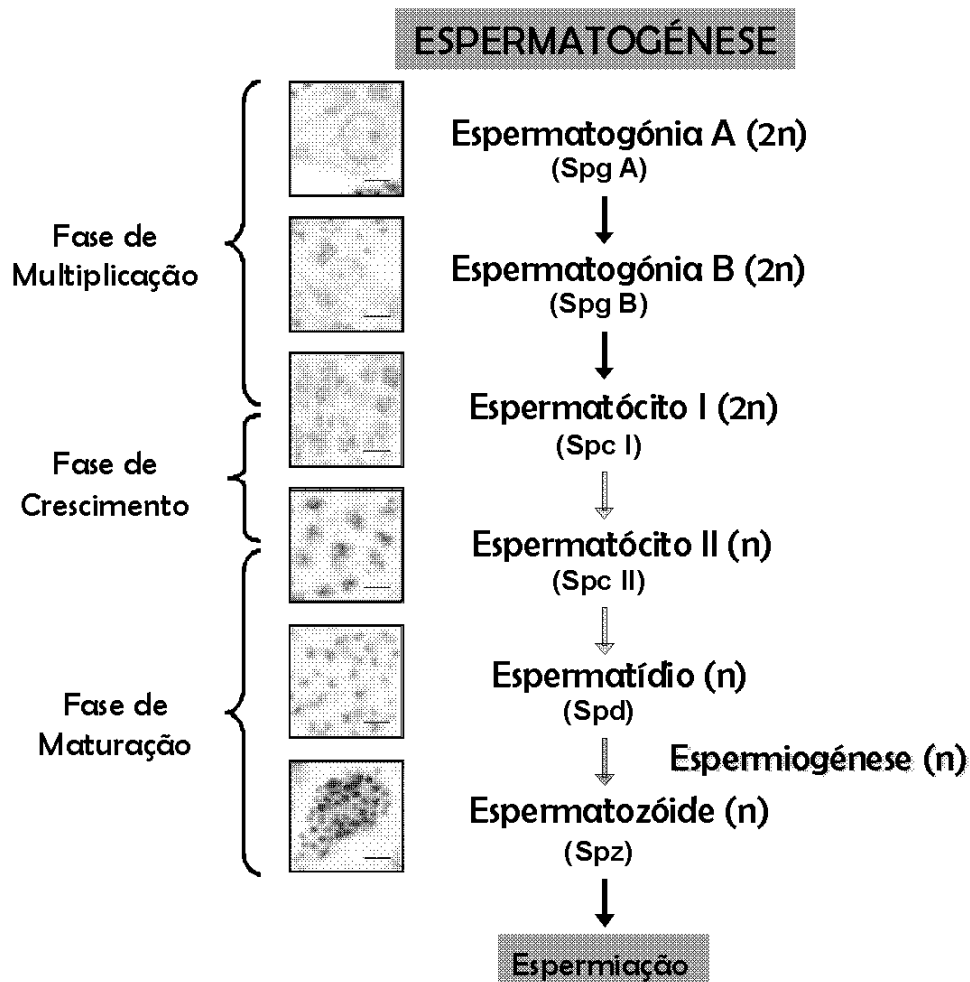 ESPERMATOGÉNESE
Fase de
Multiplicação
Espermatogónia A (2n)
(Spg A)
Espermatogónia B (2n)
(Spg B)
Fase de
Crescimento
Espermatócito I (2n)
(Spc I)
Espermatócito II (n)
(Spc II)
Fase de
Maturação
Espermatídio (n)
(Spd)
Espermiogénese (n)
Espermatozóide (n)
(Spz)
Espermiação